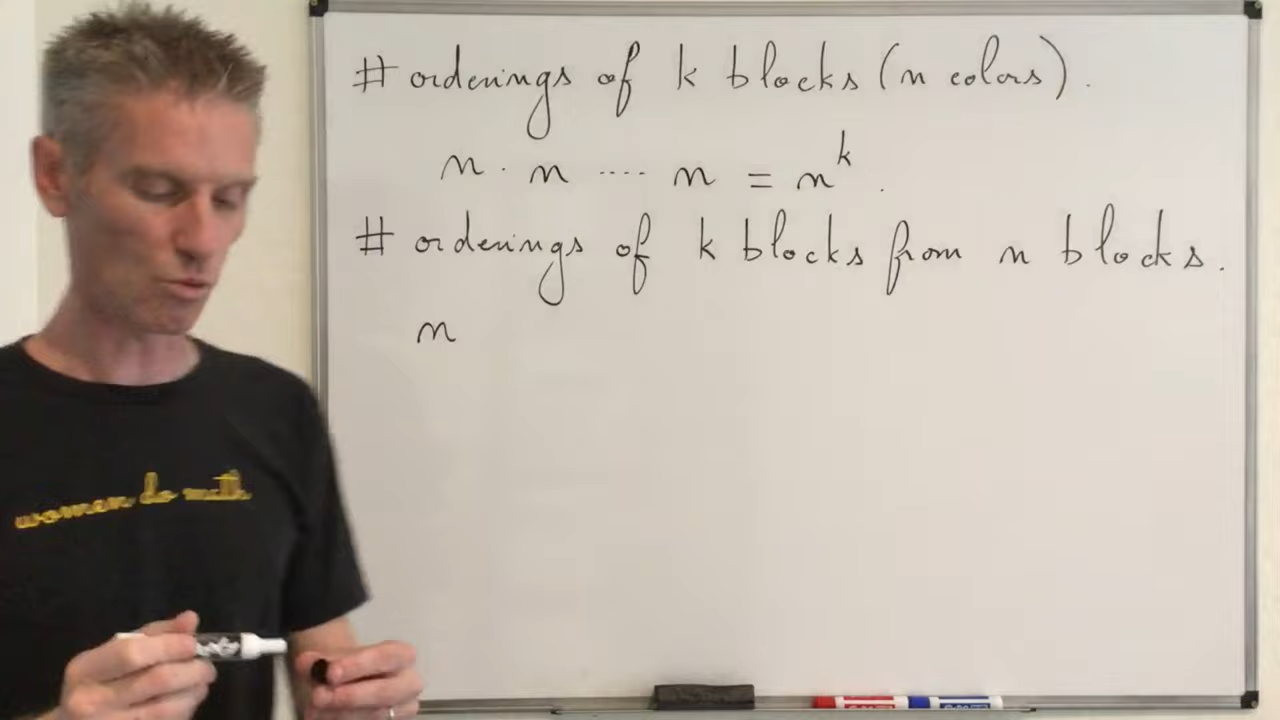 # orderings of k blocks (n colors).
n · n ···· n = n^k.
# orderings of k blocks from n blocks.
n
women do math